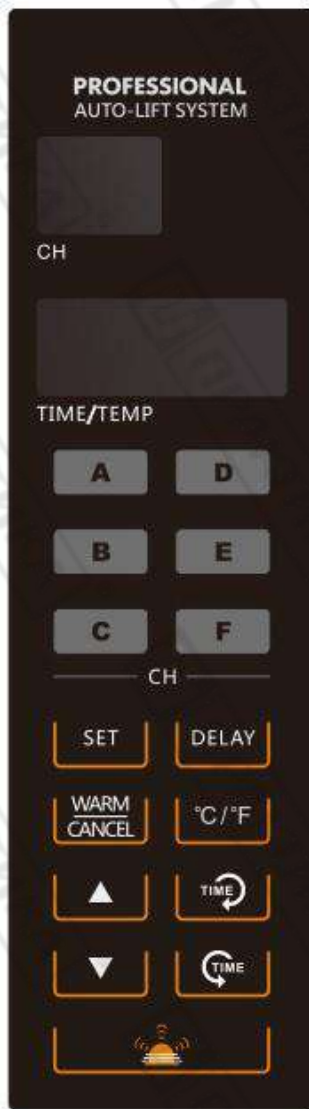 PROFESSIONAL
AUTO-LIFT SYSTEM
CH
TIME/TEMP
A D
B E
C F
CH
SET DELAY
WARM °C/°F
CANCEL
TIME
TIME